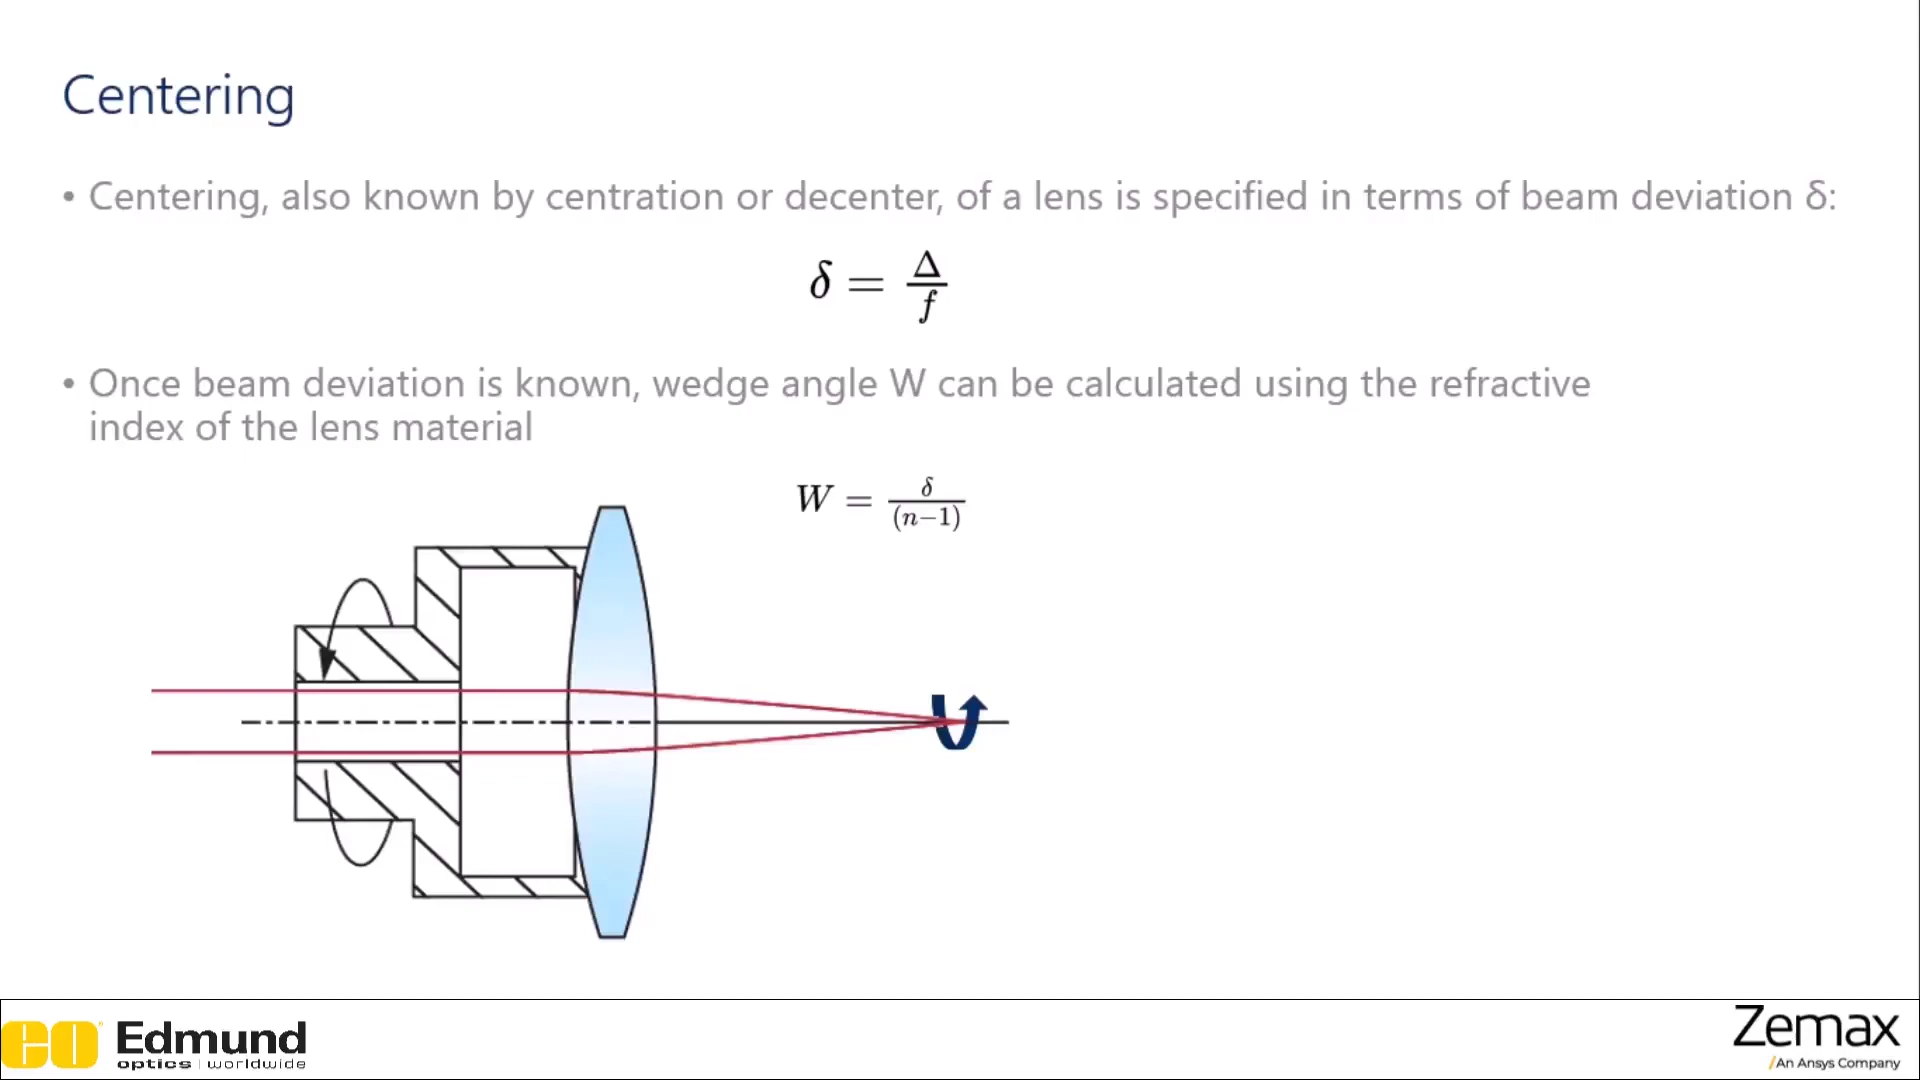 Centering
• Centering, also known by centration or decenter, of a lens is specified in terms of beam deviation δ:
δ = Δ/f
• Once beam deviation is known, wedge angle W can be calculated using the refractive
index of the lens material
W = δ/(n−1)
EO Edmund
optics | worldwide
Zemax
/An Ansys Company